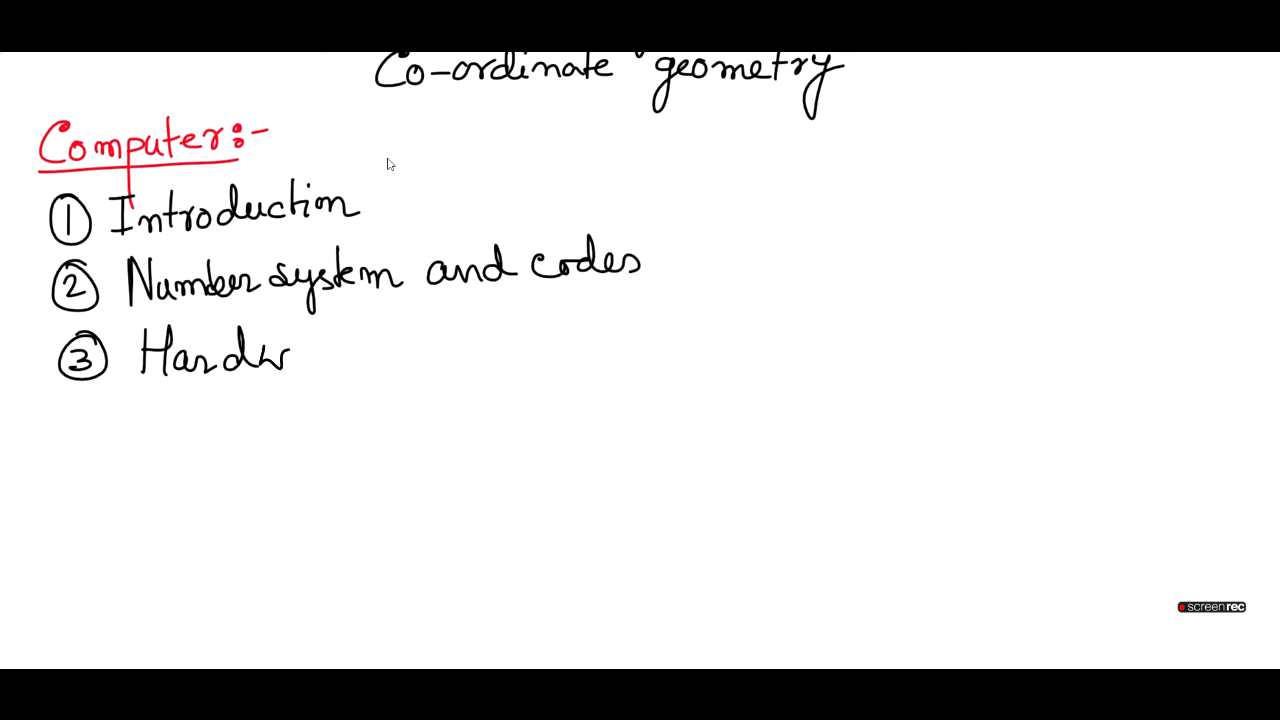 Co-ordinate geometry
Computer:-
① Introduction
② Number system and codes
③ Hardw
screenrec